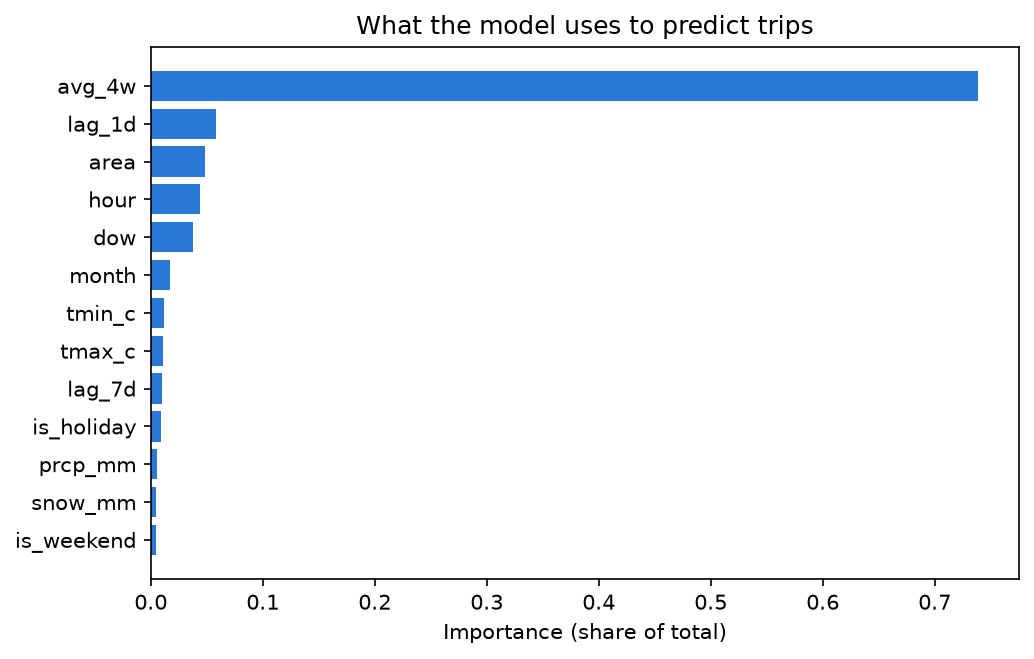 What the model uses to predict trips
avg_4w
lag_1d
area
hour
dow
month
tmin_c
tmax_c
lag_7d
is_holiday
prcp_mm
snow_mm
is_weekend
0.0 0.1 0.2 0.3 0.4 0.5 0.6 0.7
Importance (share of total)